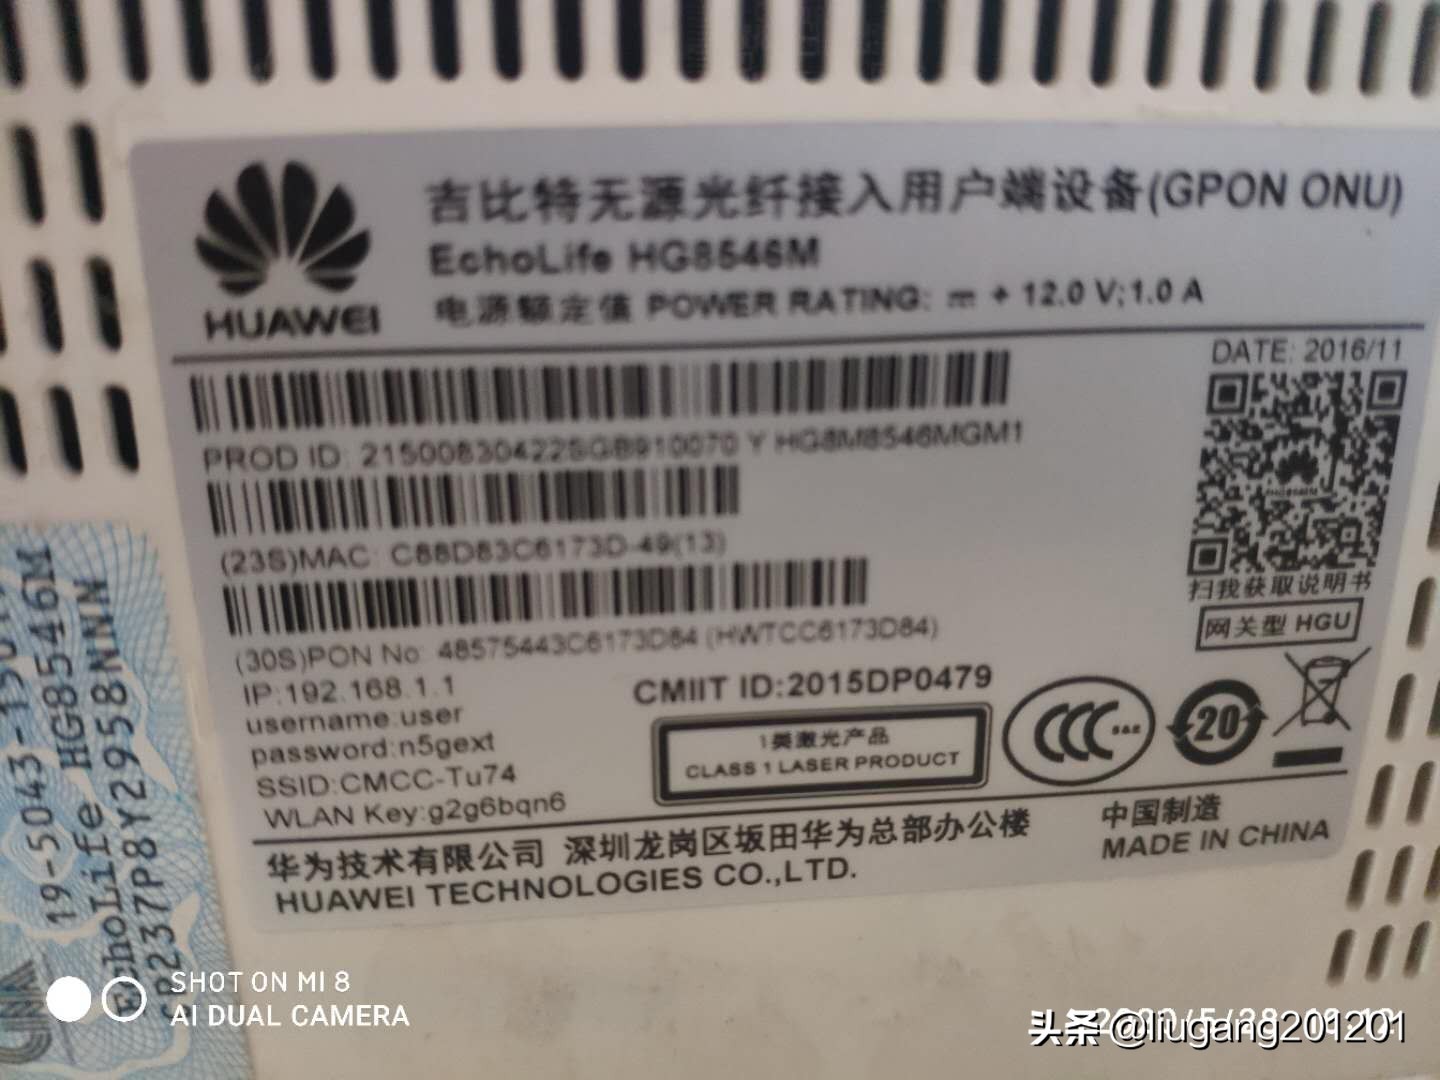 HUAWEI
吉比特无源光纤接入用户端设备(GPON ONU)
EchoLife HG8546M
电源额定值 POWER RATING: ⎓ + 12.0 V;1.0 A
DATE: 2016/11
PROD ID: 21500830422SGB910070 Y HG8M8546MGM1
(23S)MAC: C88D83C6173D-49(13)
扫我获取说明书
网关型 HGU
(30S)PON No: 48575443C6173D84 (HWTCC6173D84)
IP:192.168.1.1
username:user
password:n5gext
SSID:CMCC-Tu74
WLAN Key:g2g6bqn6
CMIIT ID:2015DP0479
1类激光产品
CLASS 1 LASER PRODUCT
CCC S&E
20
华为技术有限公司 深圳龙岗区坂田华为总部办公楼
HUAWEI TECHNOLOGIES CO.,LTD.
中国制造
MADE IN CHINA
HG8546M
EchoLife
SHOT ON MI 8
AI DUAL CAMERA
头条 @liugang201201